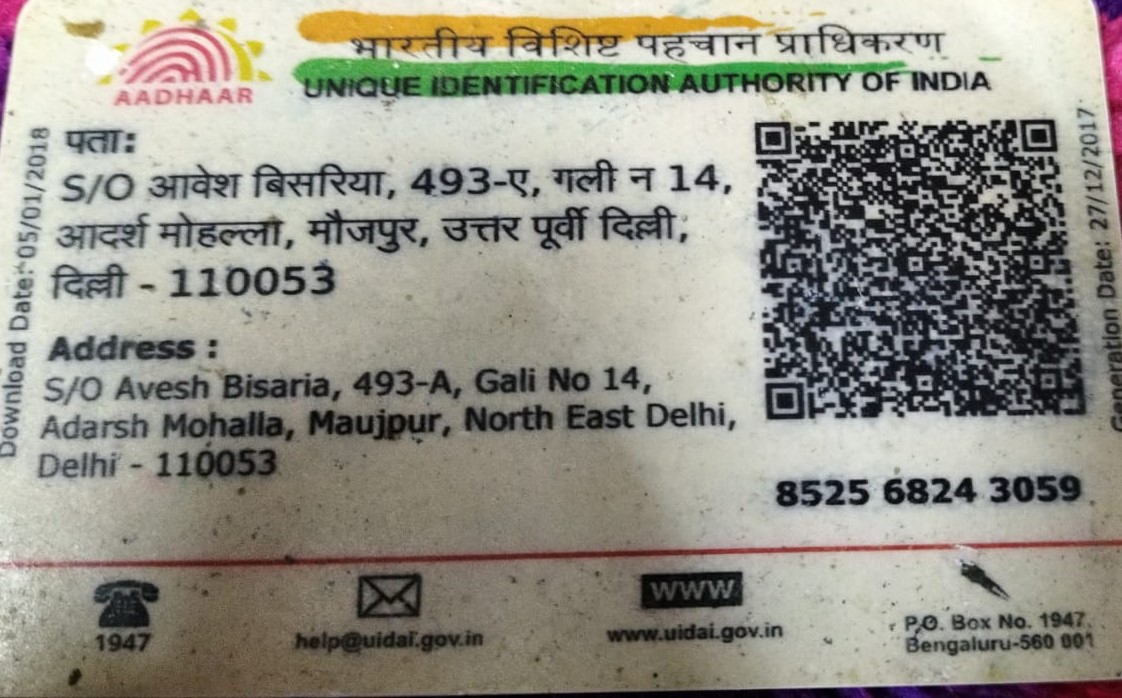 भारतीय विशिष्ट पहचान प्राधिकरण
AADHAAR
UNIQUE IDENTIFICATION AUTHORITY OF INDIA
Download Date: 05/01/2018
पता:
S/O आवेश बिसरिया, 493-ए, गली न 14,
आदर्श मोहल्ला, मौजपुर, उत्तर पूर्वी दिल्ली,
दिल्ली - 110053
Address :
S/O Avesh Bisaria, 493-A, Gali No 14,
Adarsh Mohalla, Maujpur, North East Delhi,
Delhi - 110053
Generation Date: 27/12/2017
8525 6824 3059
1947
help@uidai.gov.in
WWW
www.uidai.gov.in
P.O. Box No. 1947,
Bengaluru-560 001